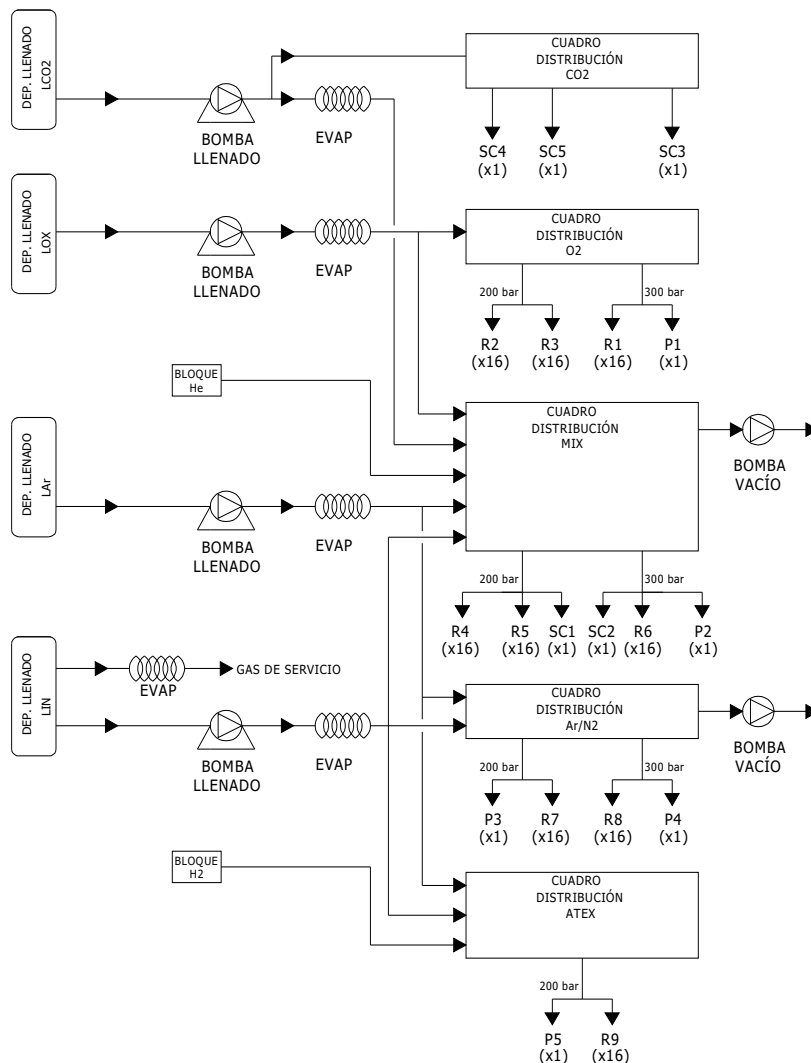 DEP. LLENADO
LCO2
BOMBA
LLENADO
EVAP
CUADRO
DISTRIBUCIÓN
CO2
SC4
(x1)
SC5
(x1)
SC3
(x1)
DEP. LLENADO
LOX
BOMBA
LLENADO
EVAP
CUADRO
DISTRIBUCIÓN
O2
200 bar
300 bar
R2
(x16)
R3
(x16)
R1
(x16)
P1
(x1)
BLOQUE
He
DEP. LLENADO
LAr
BOMBA
LLENADO
EVAP
CUADRO
DISTRIBUCIÓN
MIX
BOMBA
VACÍO
200 bar
300 bar
R4
(x16)
R5
(x16)
SC1
(x1)
SC2
(x1)
R6
(x16)
P2
(x1)
DEP. LLENADO
LIN
EVAP
GAS DE SERVICIO
BOMBA
LLENADO
EVAP
CUADRO
DISTRIBUCIÓN
Ar/N2
BOMBA
VACÍO
200 bar
300 bar
P3
(x1)
R7
(x16)
R8
(x16)
P4
(x1)
BLOQUE
H2
CUADRO
DISTRIBUCIÓN
ATEX
200 bar
P5
(x1)
R9
(x16)